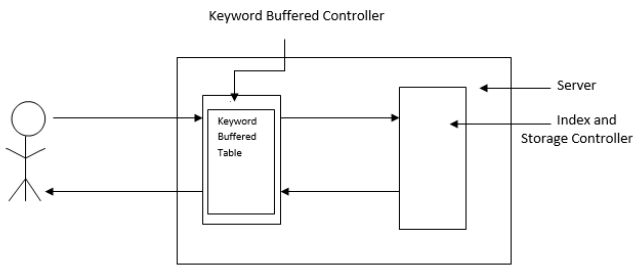 Keyword Buffered Controller
Server
Keyword
Buffered
Table
Index and
Storage Controller